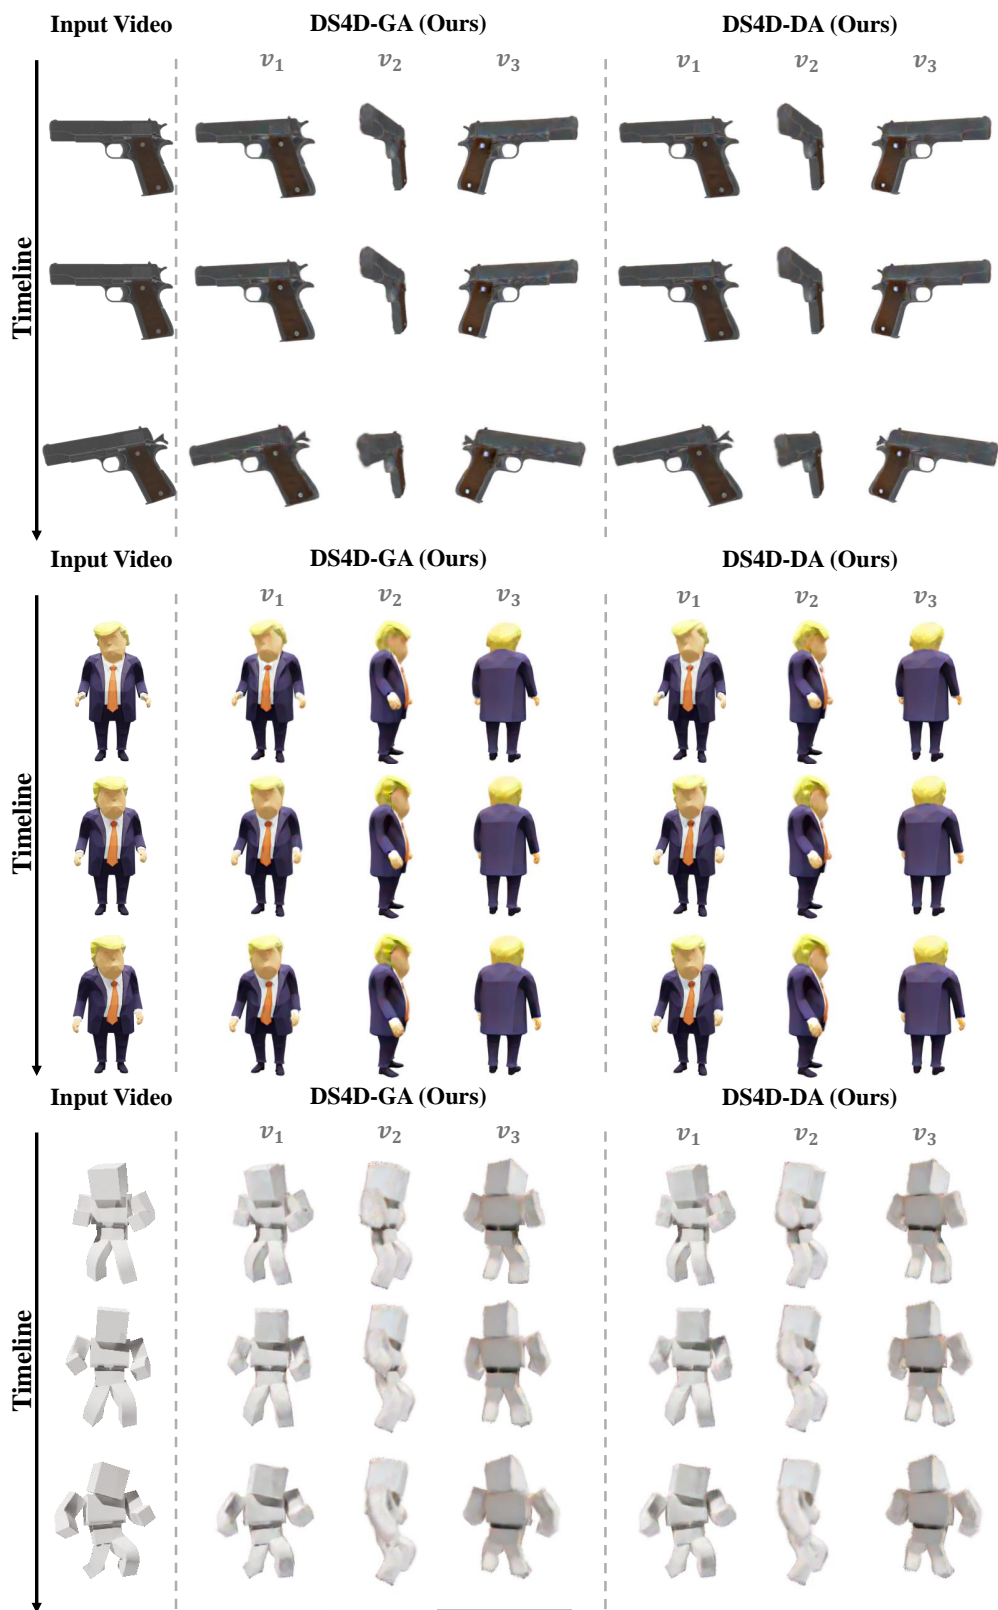 Input Video DS4D-GA (Ours) DS4D-DA (Ours)
v₁ v₂ v₃ v₁ v₂ v₃
Timeline
Input Video DS4D-GA (Ours) DS4D-DA (Ours)
v₁ v₂ v₃ v₁ v₂ v₃
Timeline
Input Video DS4D-GA (Ours) DS4D-DA (Ours)
v₁ v₂ v₃ v₁ v₂ v₃
Timeline